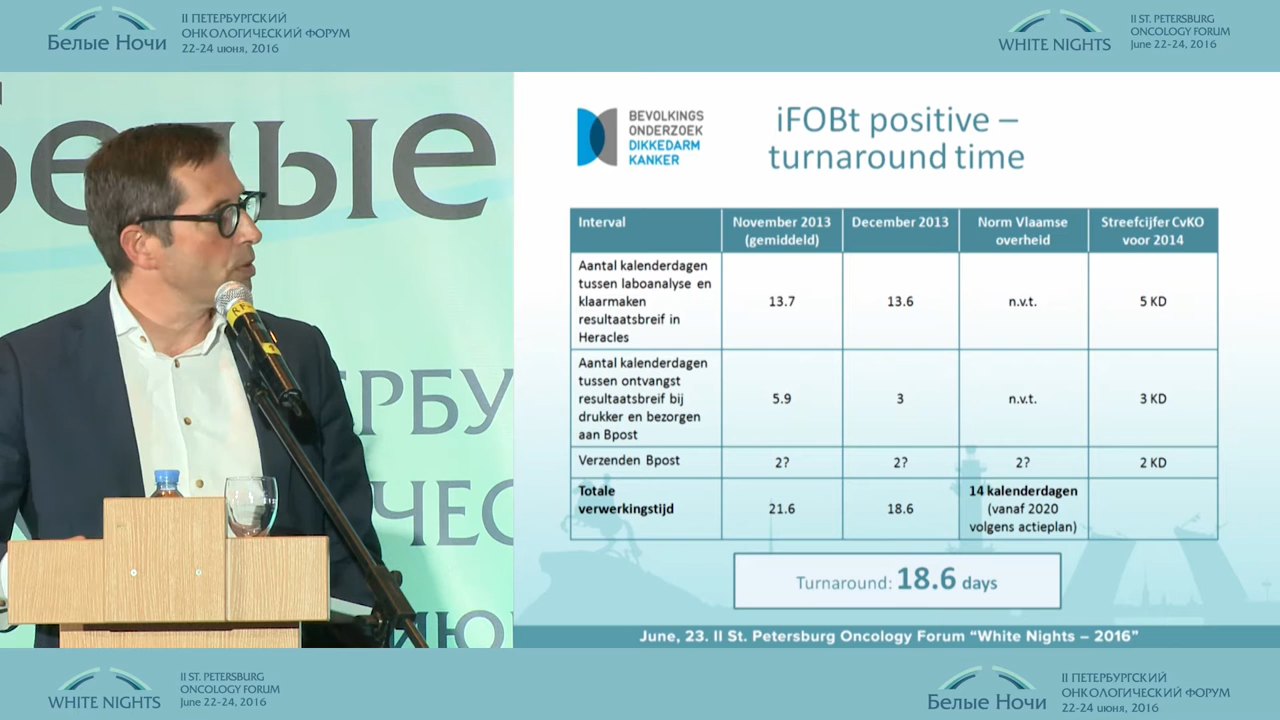 Белые Ночи
II ПЕТЕРБУРГСКИЙ
ОНКОЛОГИЧЕСКИЙ ФОРУМ
22-24 июня, 2016
WHITE NIGHTS
II ST. PETERSBURG
ONCOLOGY FORUM
June 22-24, 2016
Белые
ЧЕС
BEVOLKINGS
ONDERZOEK
DIKKEDARM
KANKER
iFOBt positive –
turnaround time
Interval
November 2013
(gemiddeld)
December 2013
Norm Vlaamse
overheid
Streefcijfer CvKO
voor 2014
Aantal kalenderdagen
tussen laboanalyse en
klaarmaken
resultaatsbreif in
Heracles
13.7
13.6
n.v.t.
5 KD
Aantal kalenderdagen
tussen ontvangst
resultaatsbreif bij
drukker en bezorgen
aan Bpost
5.9
3
n.v.t.
3 KD
Verzenden Bpost
2?
2?
2?
2 KD
Totale
verwerkingstijd
21.6
18.6
14 kalenderdagen
(vanaf 2020
volgens actieplan)
Turnaround: 18.6 days
June, 23. II St. Petersburg Oncology Forum “White Nights – 2016”
WHITE NIGHTS
II ST. PETERSBURG
ONCOLOGY FORUM
June 22-24, 2016
Белые Ночи
II ПЕТЕРБУРГСКИЙ
ОНКОЛОГИЧЕСКИЙ ФОРУМ
22-24 июня, 2016